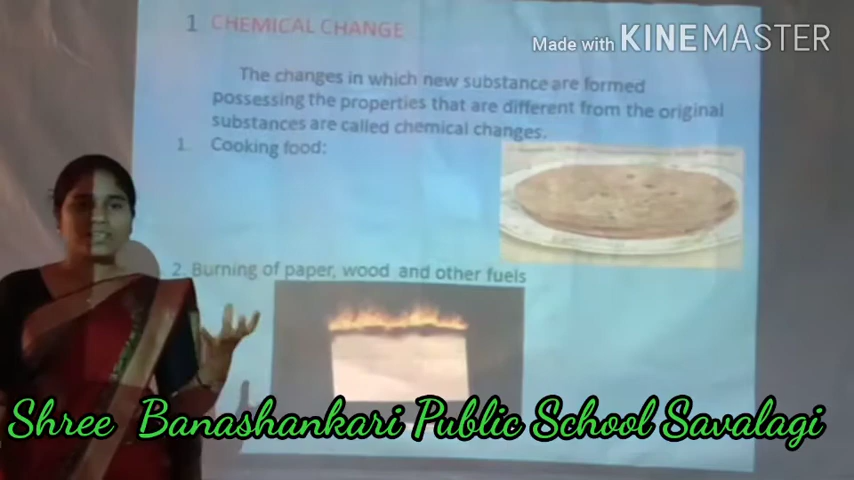 Made with KINEMASTER
1 CHEMICAL CHANGE
The changes in which new substance are formed
possessing the properties that are different from the original
substances are called chemical changes.
1. Cooking food:
2. Burning of paper, wood and other fuels
Shree Banashankari Public School Savalagi